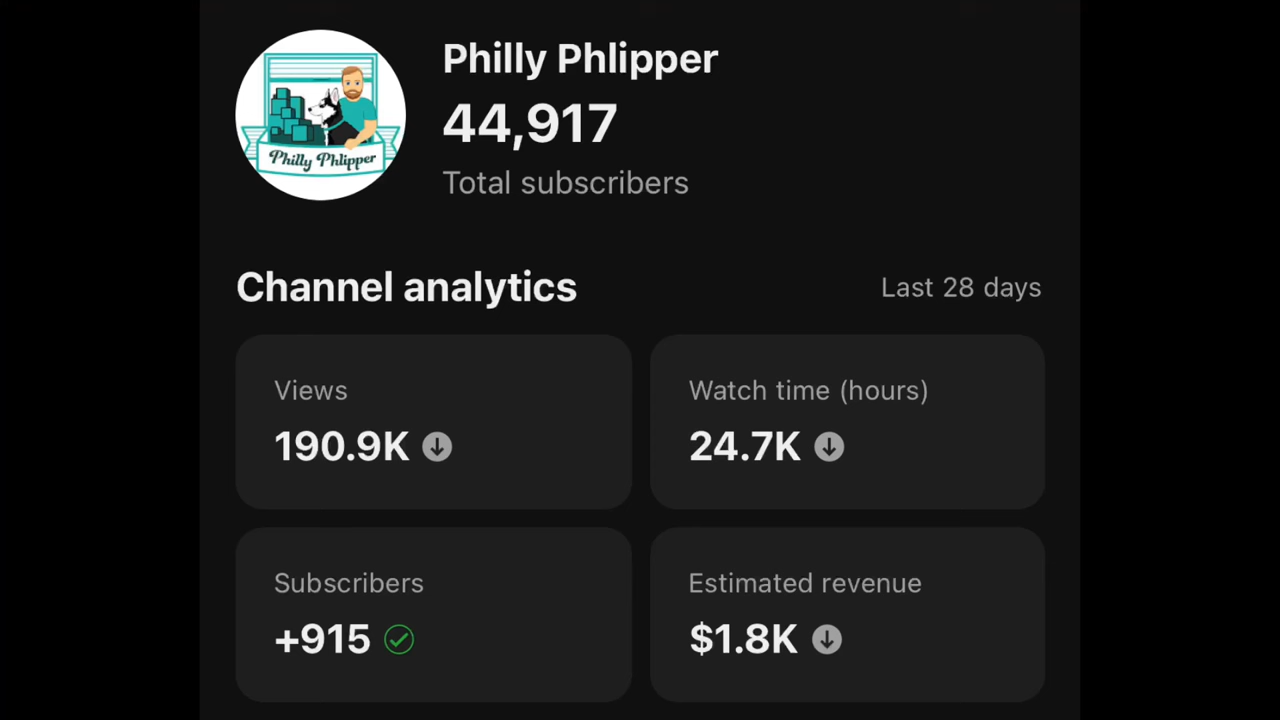 Philly Phlipper
44,917
Total subscribers
Philly Phlipper
Channel analytics
Last 28 days
Views
190.9K
Watch time (hours)
24.7K
Subscribers
+915
Estimated revenue
$1.8K